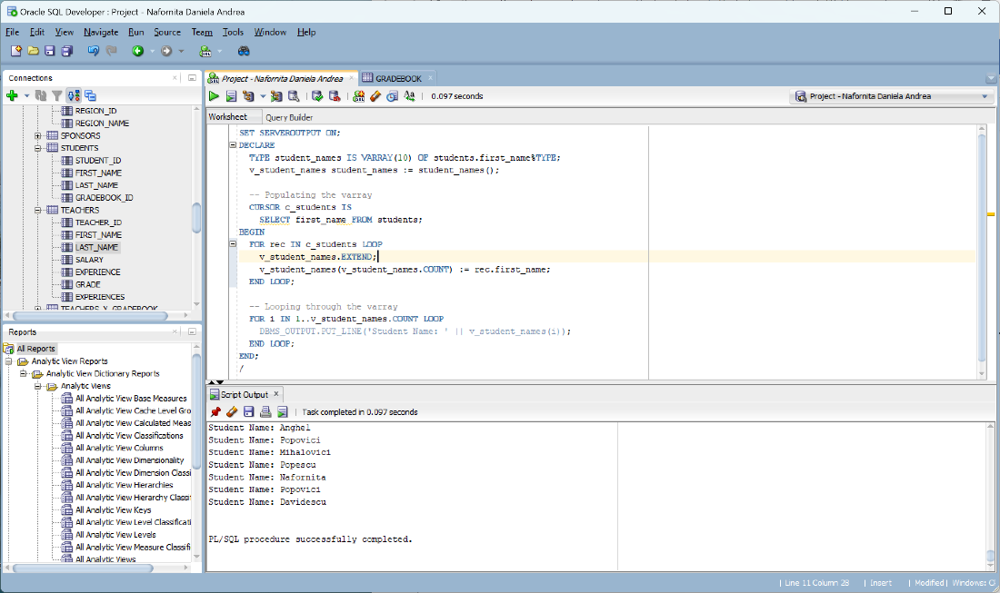 Oracle SQL Developer : Project - Nafornita Daniela Andrea
File Edit View Navigate Run Source Team Tools Window Help
Connections
REGION_ID
REGION_NAME
SPONSORS
STUDENTS
STUDENT_ID
FIRST_NAME
LAST_NAME
GRADEBOOK_ID
TEACHERS
TEACHER_ID
FIRST_NAME
LAST_NAME
SALARY
EXPERIENCE
GRADE
EXPERIENCES
TEACHERS_X_GRADEBOOK
Reports
All Reports
Analytic View Reports
Analytic View Dictionary Reports
Analytic Views
All Analytic View Base Measures
All Analytic View Cache Level Gro
All Analytic View Calculated Meas
All Analytic View Classifications
All Analytic View Columns
All Analytic View Dimensionality
All Analytic View Dimension Classi
All Analytic View Hierarchies
All Analytic View Hierarchy Classif
All Analytic View Keys
All Analytic View Level Classificati
All Analytic View Levels
All Analytic View Measure Classifi
All Analytic Views
Project - Nafornita Daniela Andrea GRADEBOOK
0.097 seconds
Project - Nafornita Daniela Andrea
Worksheet Query Builder
SET SERVEROUTPUT ON;
DECLARE
TYPE student_names IS VARRAY(10) OF students.first_name%TYPE;
v_student_names student_names := student_names();
-- Populating the varray
CURSOR c_students IS
SELECT first_name FROM students;
BEGIN
FOR rec IN c_students LOOP
v_student_names.EXTEND;
v_student_names(v_student_names.COUNT) := rec.first_name;
END LOOP;
-- Looping through the varray
FOR i IN 1..v_student_names.COUNT LOOP
DBMS_OUTPUT.PUT_LINE('Student Name: ' || v_student_names(i));
END LOOP;
END;
/
Script Output
Task completed in 0.097 seconds
Student Name: Anghel
Student Name: Popovici
Student Name: Mihalovici
Student Name: Popescu
Student Name: Nafornita
Student Name: Popovici
Student Name: Davidescu
PL/SQL procedure successfully completed.
Line 11 Column 28 | Insert | Modified | Windows: C